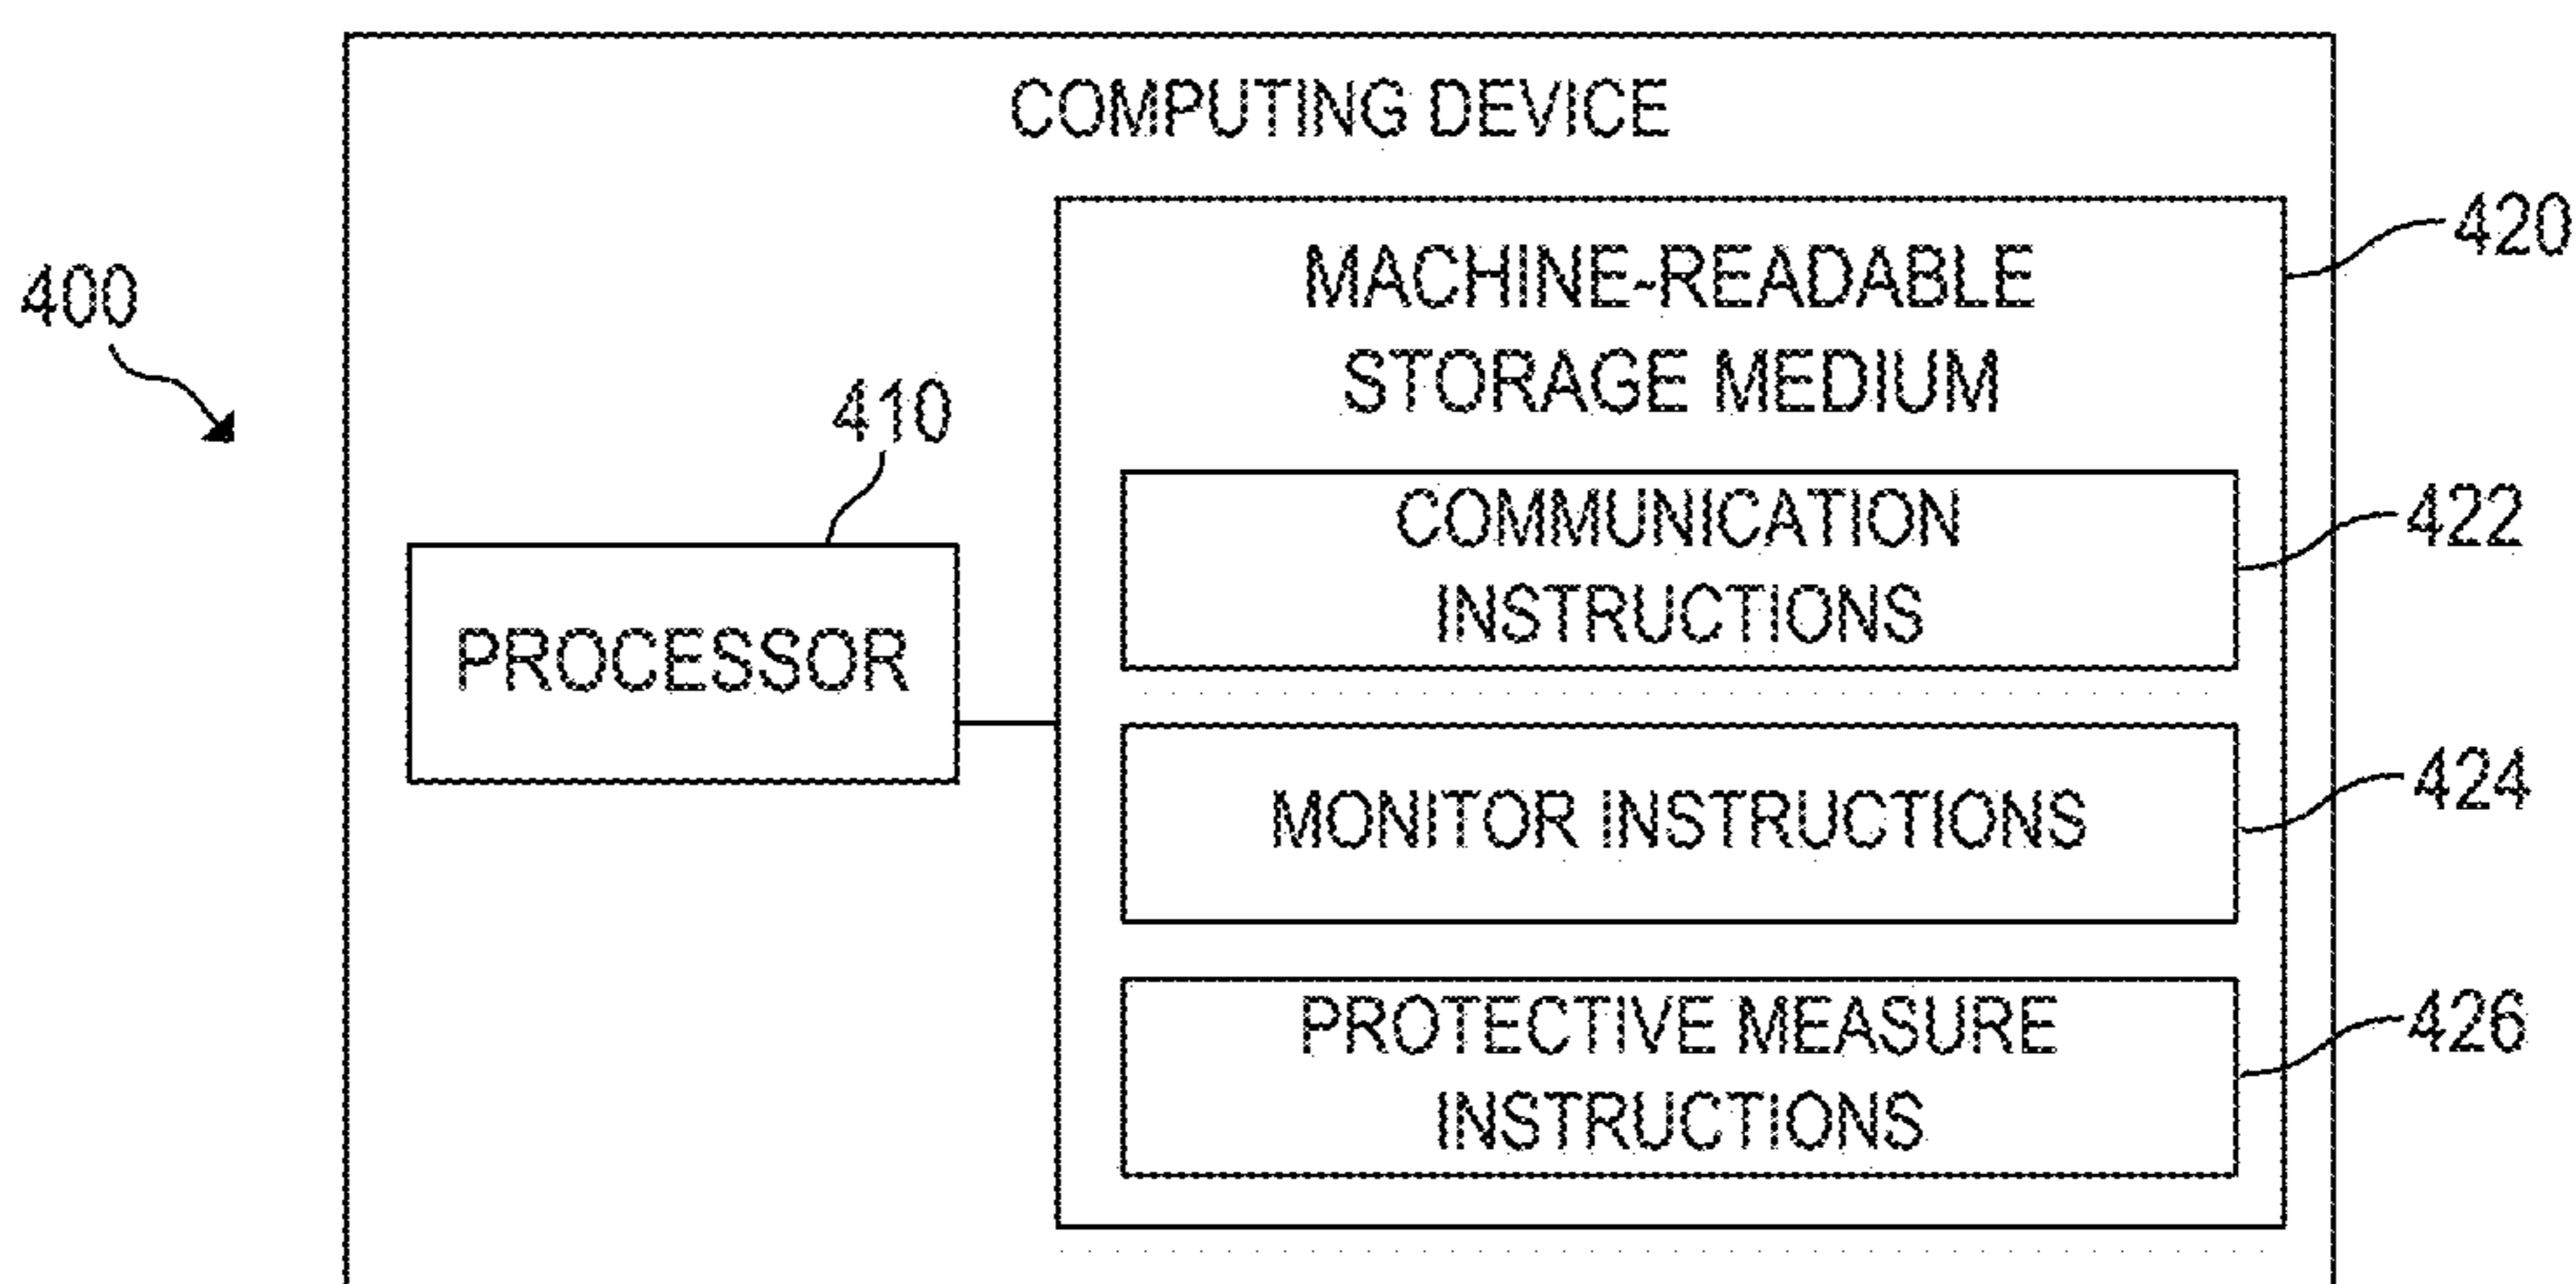 COMPUTING DEVICE
420
MACHINE-READABLE
STORAGE MEDIUM
400
410
COMMUNICATION
INSTRUCTIONS
422
PROCESSOR
MONITOR INSTRUCTIONS
424
PROTECTIVE MEASURE
INSTRUCTIONS
426